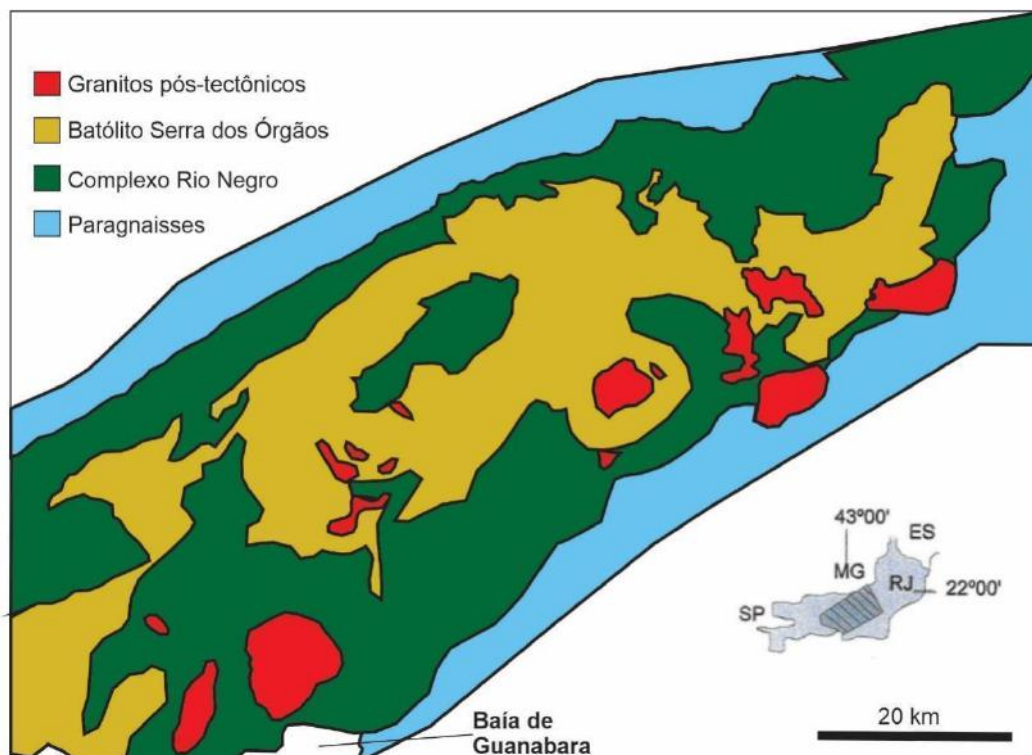 Granitos pós-tectônicos
Batólito Serra dos Órgãos
Complexo Rio Negro
Paragnaisses
43º00'
ES
MG
RJ
22º00'
SP
20 km
Baía de
Guanabara